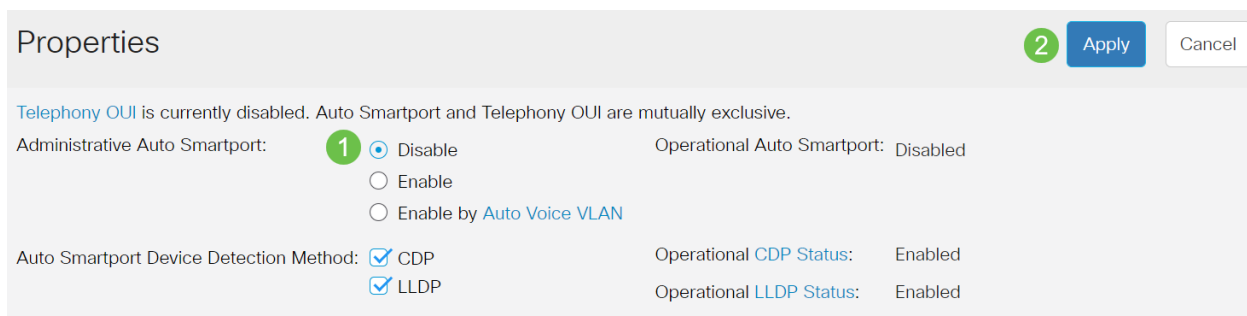 Properties
2 Apply Cancel
Telephony OUI is currently disabled. Auto Smartport and Telephony OUI are mutually exclusive.
Administrative Auto Smartport: 1 Disable Operational Auto Smartport: Disabled
Enable
Enable by Auto Voice VLAN
Auto Smartport Device Detection Method: CDP Operational CDP Status: Enabled
LLDP Operational LLDP Status: Enabled